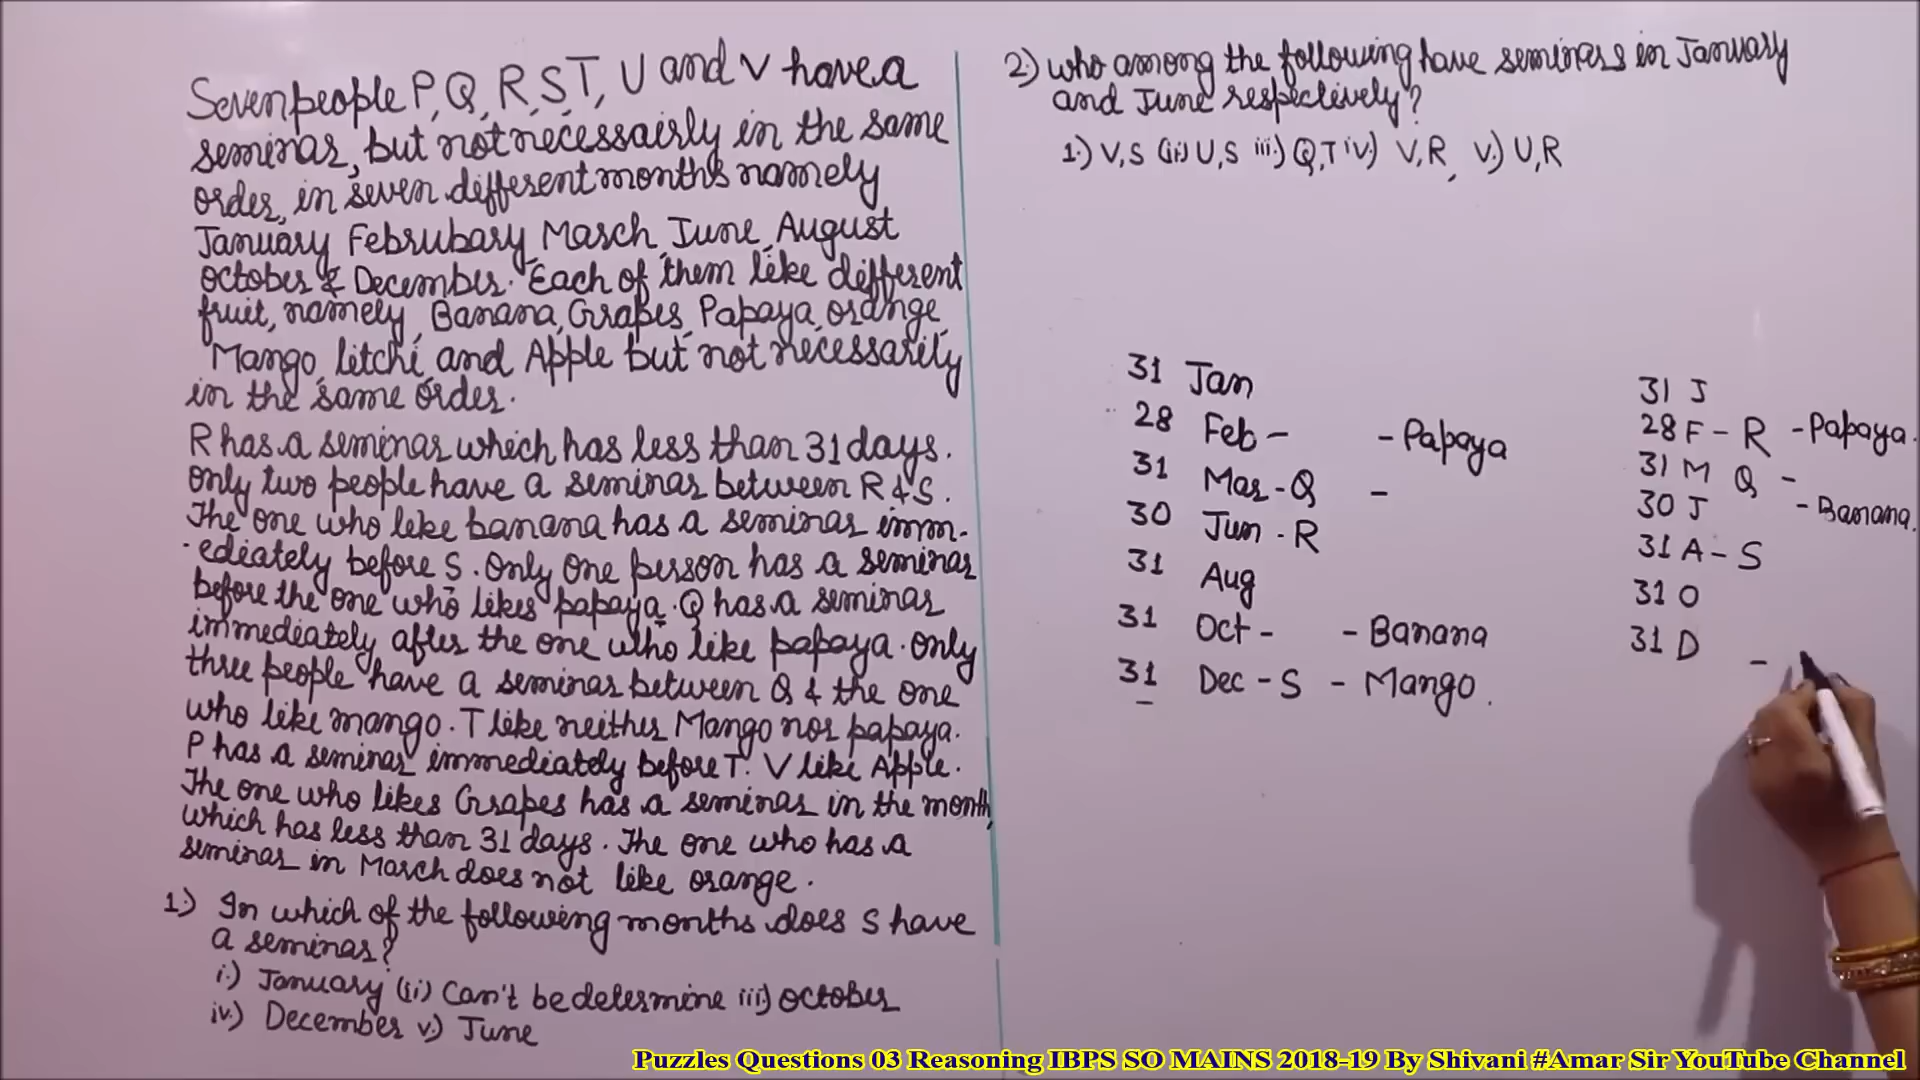 Seven people P, Q, R, S T, U and V have a
seminar, but not necessairly in the same
order, in seven different months namely
January Februbary, March, June, August
october & December. Each of them like different
fruit, namely, Banana, Grapes, Papaya, orange,
Mango, litchi and Apple but not necessarily
in the same order.
R has a seminar which has less than 31 days.
only two people have a seminar between R & S.
The one who like banana has a seminar imm-
ediately before S. Only one person has a seminar
before the one who likes papaya. Q has a seminar
immediately after the one who like papaya. only
three people have a seminar between Q & the one
who like mango. T like neither Mango nor papaya.
P has a seminar immediately before T. V like Apple.
The one who likes Grapes has a seminar in the month,
which has less than 31 days. The one who has a
seminar in March does not like orange.
1.) In which of the following months does S have
a seminar?
i.) January (ii) Can't be determine iii) october
iv.) December v.) June
2.) who among the following have seminars in January
and June respectively?
1.) V,S (ii) U,S iii.) Q,T iv.) V,R, v.) U,R
31 Jan
28 Feb - - Papaya
31 Mar - Q -
30 Jun - R
31 Aug
31 Oct - - Banana
31 Dec - S - Mango.
31 J
28 F - R - Papaya.
31 M Q -
30 J - Banana.
31 A - S
31 O
31 D -
Puzzles Questions 03 Reasoning IBPS SO MAINS 2018-19 By Shivani #Amar Sir YouTube Channel